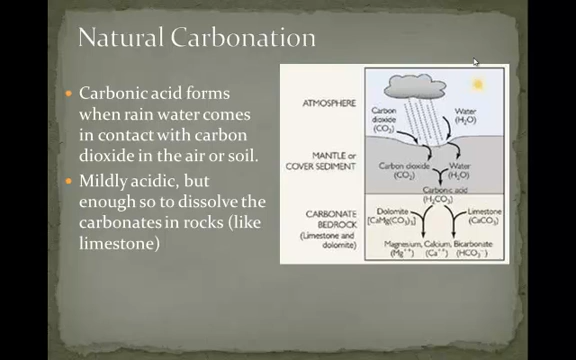 Natural Carbonation
Carbonic acid forms
when rain water comes
in contact with carbon
dioxide in the air or soil.
Mildly acidic, but
enough so to dissolve the
carbonates in rocks (like
limestone)
ATMOSPHERE
Carbon
dioxide
(CO₂)
Water
(H₂O)
MANTLE or
COVER SEDIMENT
Carbon dioxide
(CO₂)
Water
(H₂O)
Carbonic acid
(H₂CO₃)
CARBONATE
BEDROCK
(Limestone and
dolomite)
Dolomite
[CaMg(CO₃)₂]
Limestone
(CaCO₃)
Magnesium, Calcium, Bicarbonate
(Mg⁺⁺) (Ca⁺⁺) (HCO₃⁻)